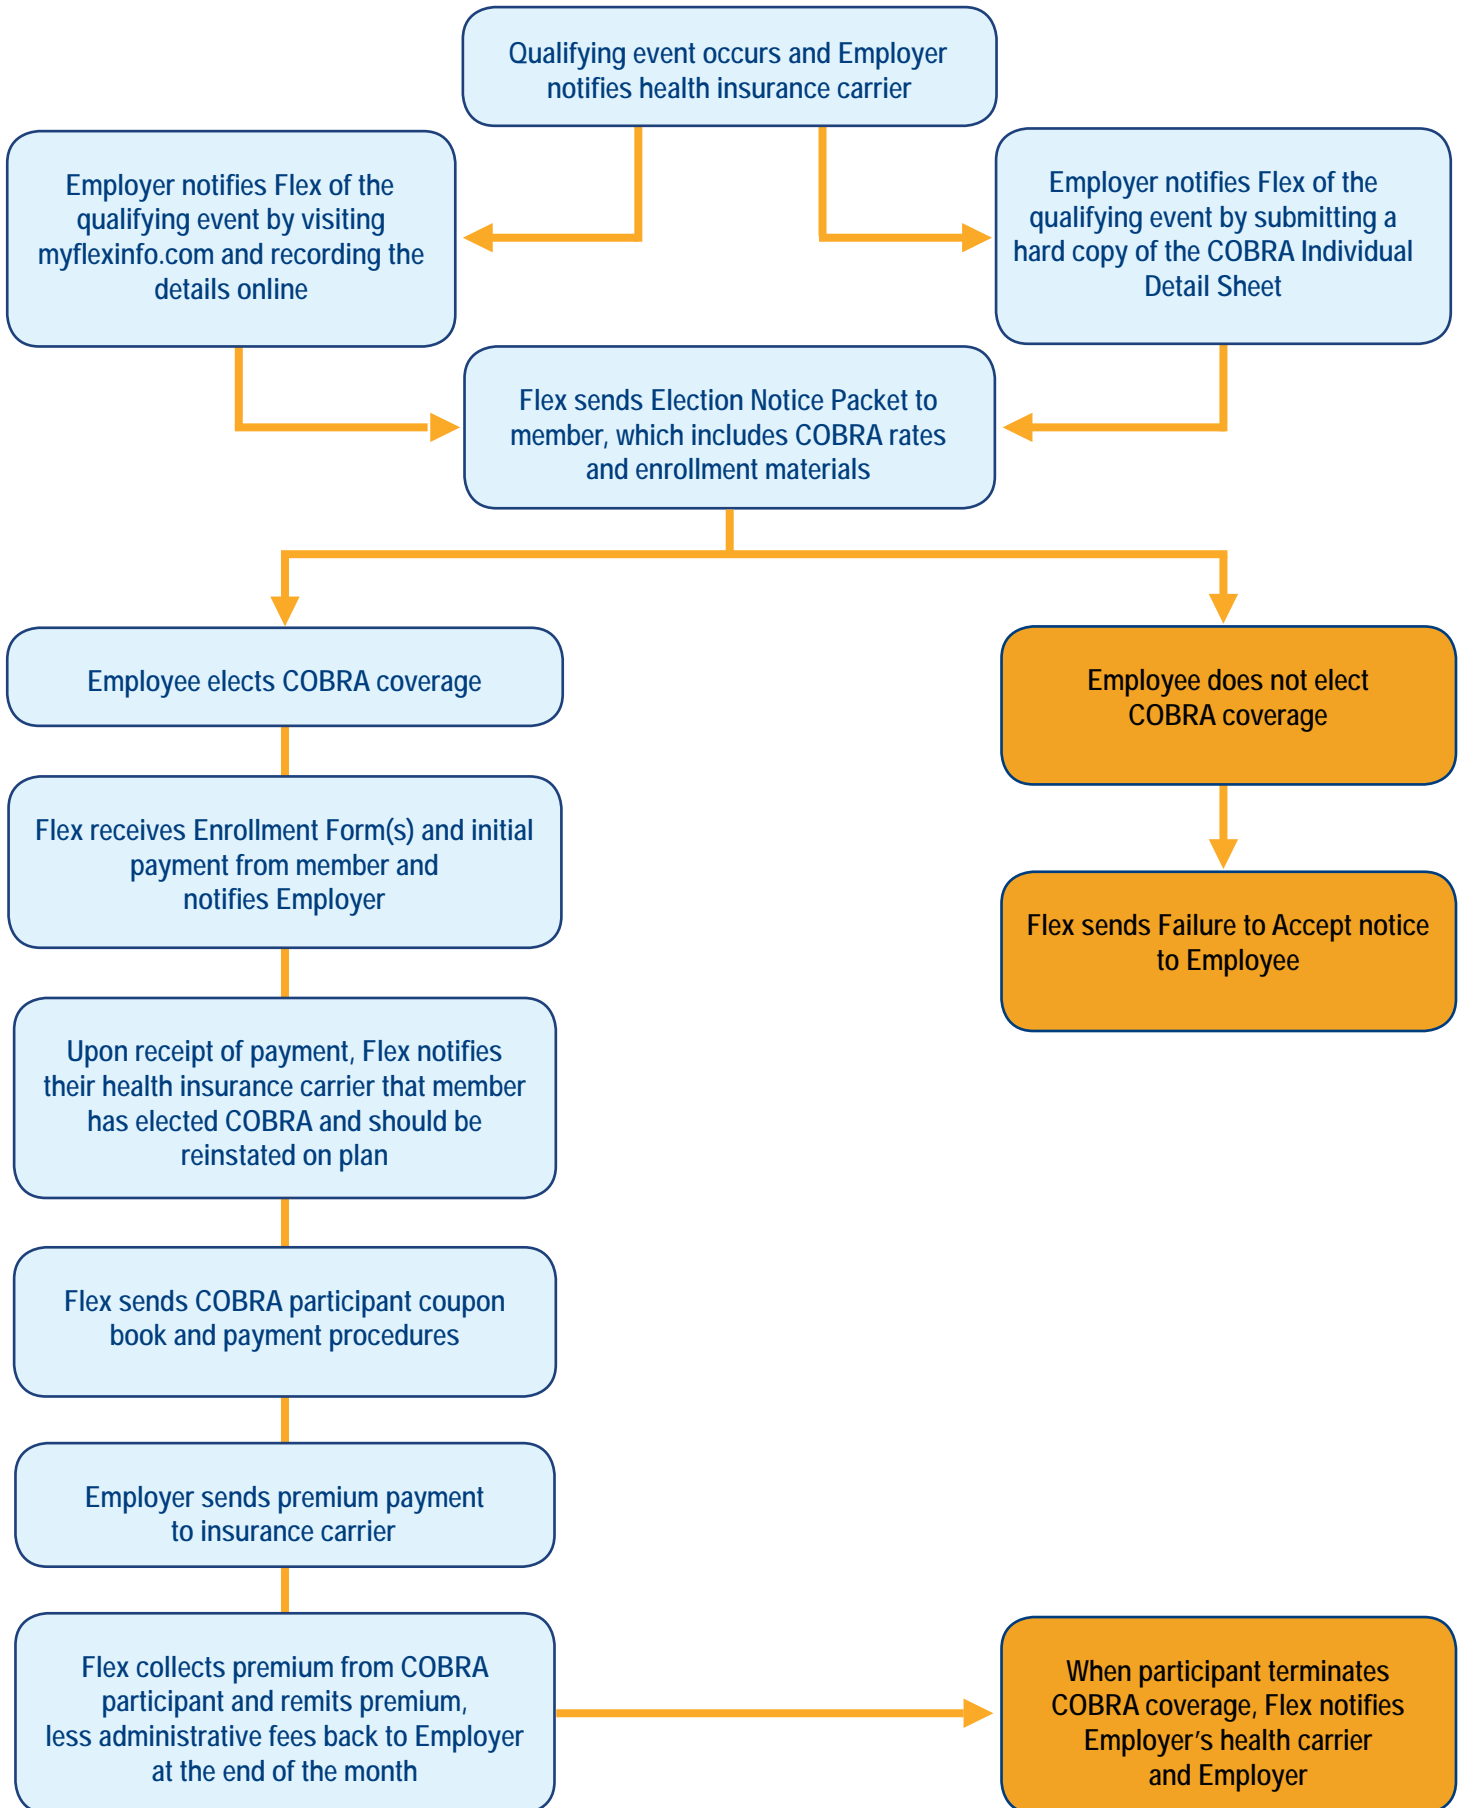 Qualifying event occurs and Employer
notifies health insurance carrier
Employer notifies Flex of the
qualifying event by visiting
myflexinfo.com and recording the
details online
Employer notifies Flex of the
qualifying event by submitting a
hard copy of the COBRA Individual
Detail Sheet
Flex sends Election Notice Packet to
member, which includes COBRA rates
and enrollment materials
Employee elects COBRA coverage
Employee does not elect
COBRA coverage
Flex receives Enrollment Form(s) and initial
payment from member and
notifies Employer
Flex sends Failure to Accept notice
to Employee
Upon receipt of payment, Flex notifies
their health insurance carrier that member
has elected COBRA and should be
reinstated on plan
Flex sends COBRA participant coupon
book and payment procedures
Employer sends premium payment
to insurance carrier
Flex collects premium from COBRA
participant and remits premium,
less administrative fees back to Employer
at the end of the month
When participant terminates
COBRA coverage, Flex notifies
Employer's health carrier
and Employer